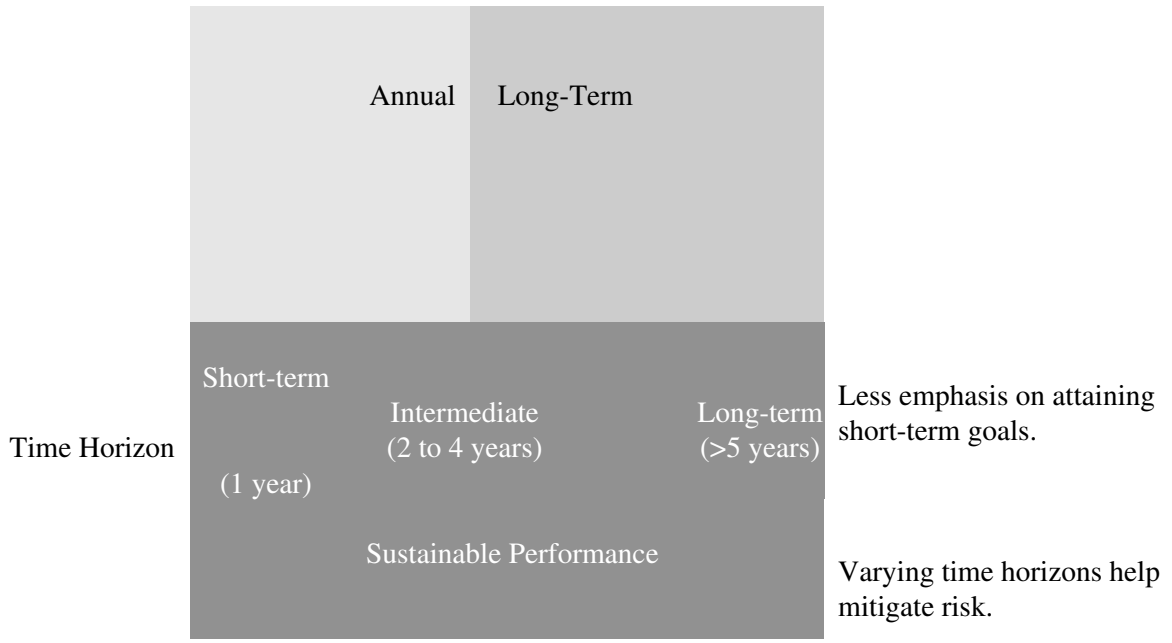 Annual Long-Term
Time Horizon
Short-term
(1 year)
Intermediate
(2 to 4 years)
Long-term
(>5 years)
Less emphasis on attaining
short-term goals.
Sustainable Performance
Varying time horizons help
mitigate risk.